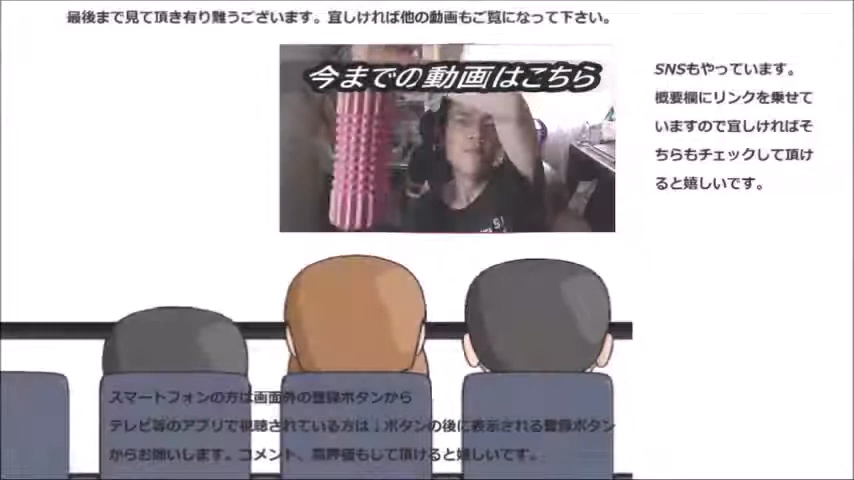 最後まで見て頂き有り難うございます。宜しければ他の動画もご覧になって下さい。
今までの動画はこちら
SNSもやっています。
概要欄にリンクを乗せて
いますので宜しければそ
ちらもチェックして頂け
ると嬉しいです。
スマートフォンの方は画面外の登録ボタンから
テレビ等のアプリで視聴されている方は↓ボタンの後に表示される登録ボタン
からお願いします。コメント、高評価もして頂けると嬉しいです。